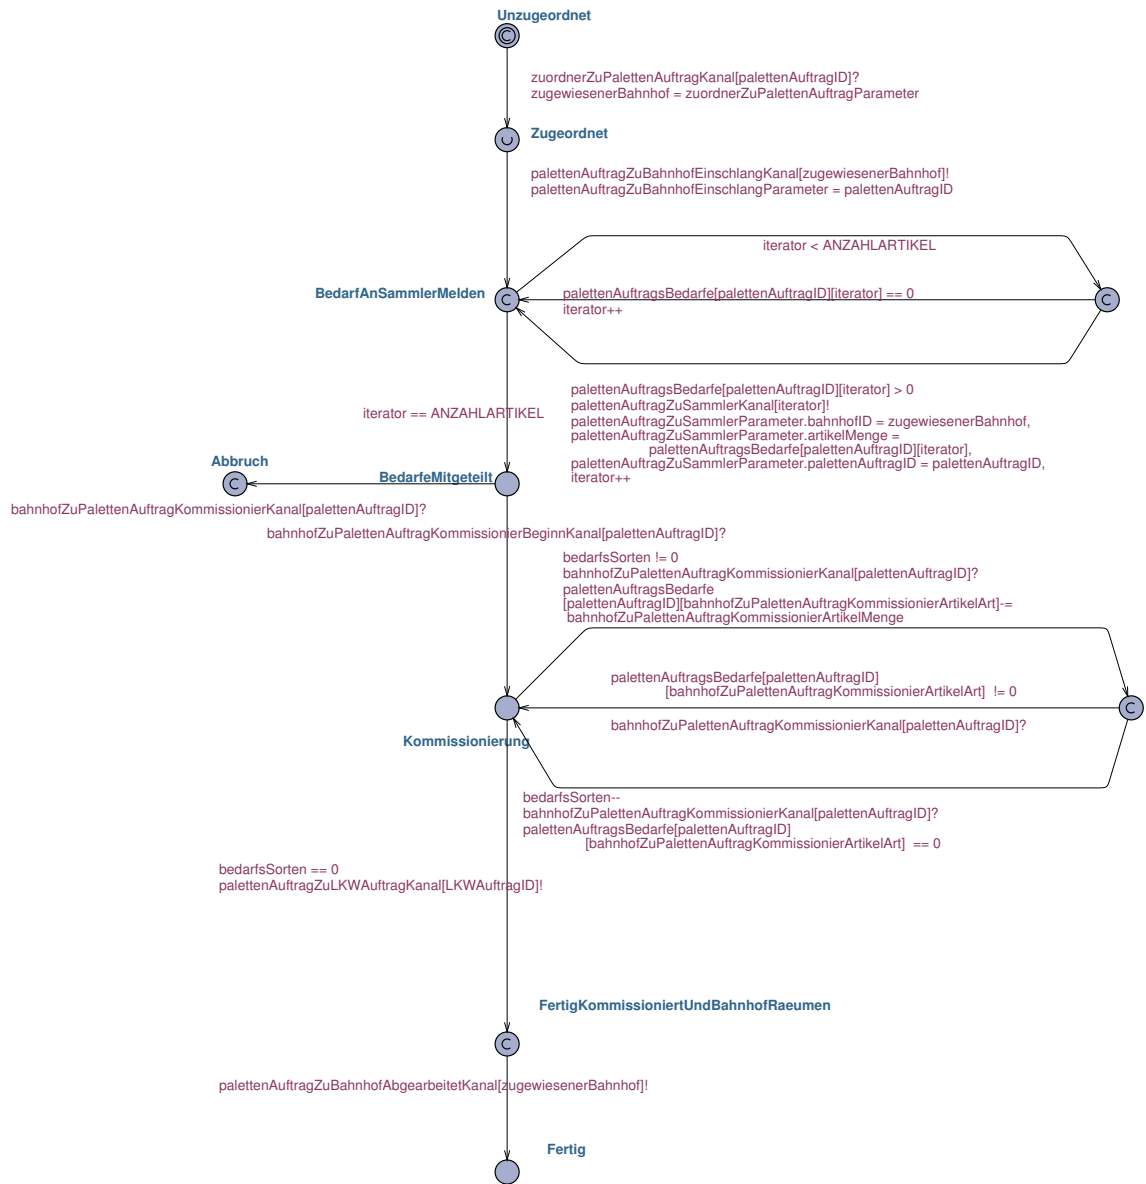 Unzugeordnet
zuordnerZuPalettenAuftragKanal[palettenAuftragID]?
zugewiesenerBahnhof = zuordnerZuPalettenAuftragParameter
Zugeordnet
palettenAuftragZuBahnhofEinschlangKanal[zugewiesenerBahnhof]!
palettenAuftragZuBahnhofEinschlangParameter = palettenAuftragID
iterator < ANZAHLARTIKEL
BedarfAnSammlerMelden
palettenAuftragsBedarfe[palettenAuftragID][iterator] == 0
iterator++
palettenAuftragsBedarfe[palettenAuftragID][iterator] > 0
palettenAuftragZuSammlerKanal[iterator]!
palettenAuftragZuSammlerParameter.bahnhofID = zugewiesenerBahnhof,
palettenAuftragZuSammlerParameter.artikelMenge =
palettenAuftragsBedarfe[palettenAuftragID][iterator],
palettenAuftragZuSammlerParameter.palettenAuftragID = palettenAuftragID,
iterator++
iterator == ANZAHLARTIKEL
Abbruch
BedarfeMitgeteilt
bahnhofZuPalettenAuftragKommissionierKanal[palettenAuftragID]?
bahnhofZuPalettenAuftragKommissionierBeginnKanal[palettenAuftragID]?
bedarfsSorten != 0
bahnhofZuPalettenAuftragKommissionierKanal[palettenAuftragID]?
palettenAuftragsBedarfe
[palettenAuftragID][bahnhofZuPalettenAuftragKommissionierArtikelArt]-=
bahnhofZuPalettenAuftragKommissionierArtikelMenge
palettenAuftragsBedarfe[palettenAuftragID]
[bahnhofZuPalettenAuftragKommissionierArtikelArt] != 0
bahnhofZuPalettenAuftragKommissionierKanal[palettenAuftragID]?
Kommissionierung
bedarfsSorten--
bahnhofZuPalettenAuftragKommissionierKanal[palettenAuftragID]?
palettenAuftragsBedarfe[palettenAuftragID]
[bahnhofZuPalettenAuftragKommissionierArtikelArt] == 0
bedarfsSorten == 0
palettenAuftragZuLKWAuftragKanal[LKWAuftragID]!
FertigKommissioniertUndBahnhofRaeumen
palettenAuftragZuBahnhofAbgearbeitetKanal[zugewiesenerBahnhof]!
Fertig